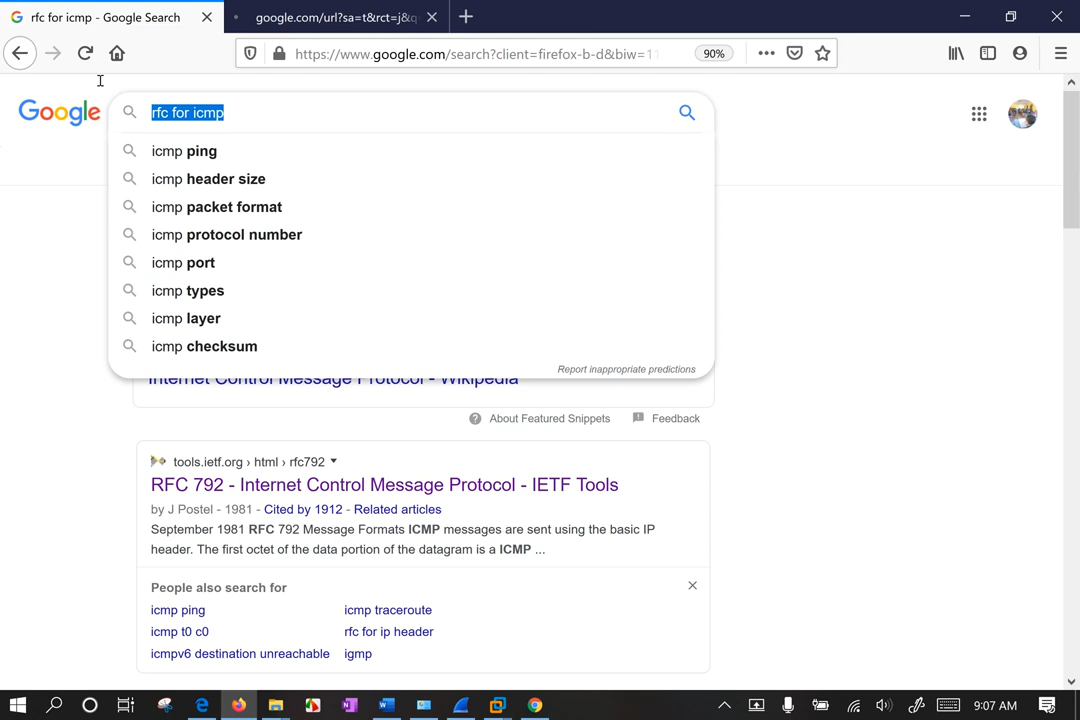 rfc for icmp - Google Search
google.com/url?sa=t&rct=j&q
https://www.google.com/search?client=firefox-b-d&biw=11
90%
Google
rfc for icmp
icmp ping
icmp header size
icmp packet format
icmp protocol number
icmp port
icmp types
icmp layer
icmp checksum
Report inappropriate predictions
Internet Control Message Protocol - Wikipedia
About Featured Snippets
Feedback
tools.ietf.org › html › rfc792
RFC 792 - Internet Control Message Protocol - IETF Tools
by J Postel - 1981 - Cited by 1912 - Related articles
September 1981 RFC 792 Message Formats ICMP messages are sent using the basic IP
header. The first octet of the data portion of the datagram is a ICMP ...
People also search for
icmp ping
icmp traceroute
icmp t0 c0
rfc for ip header
icmpv6 destination unreachable
igmp
9:07 AM